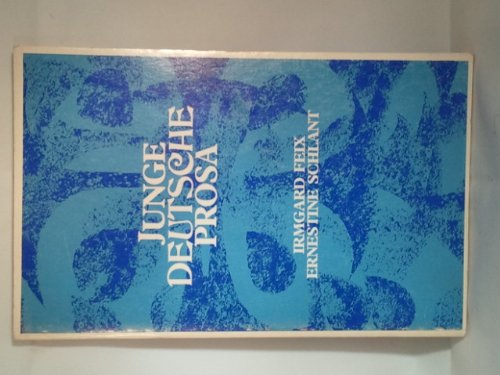 JUNGE
DEUTSCHE
PROSA
IRMGARD FEIX
ERNESTINE SCHLANT